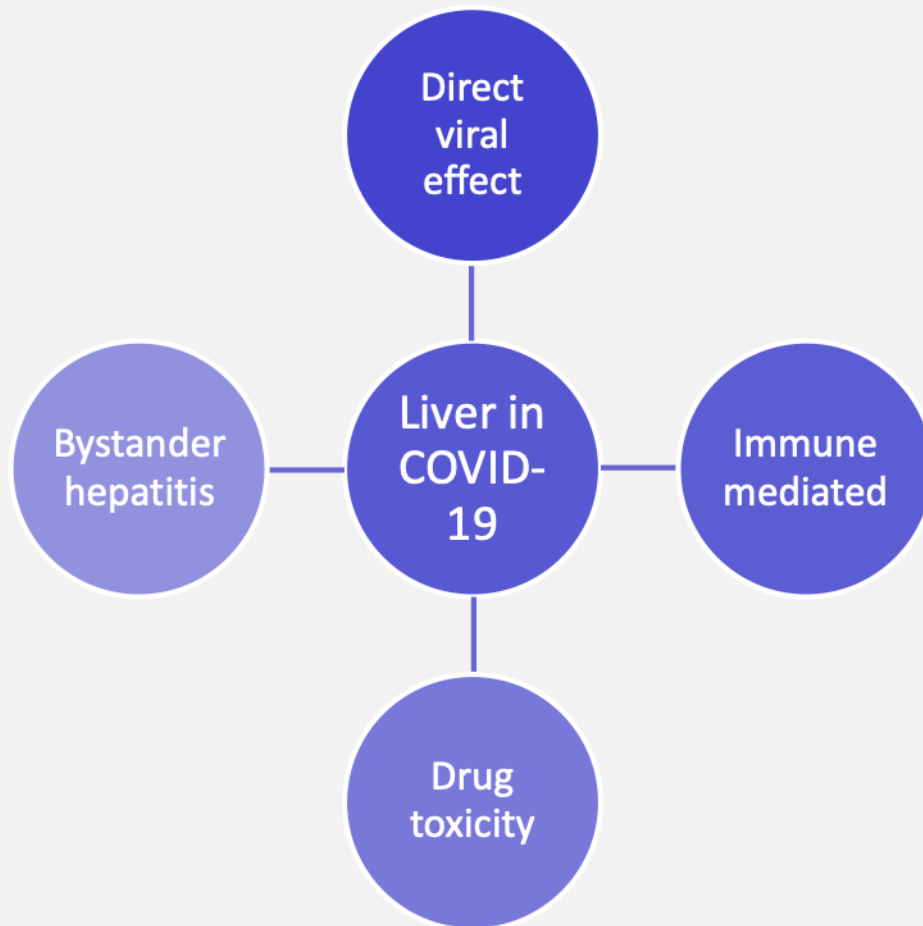 Direct
viral
effect
Bystander
hepatitis
Liver in
COVID-
19
Immune
mediated
Drug
toxicity